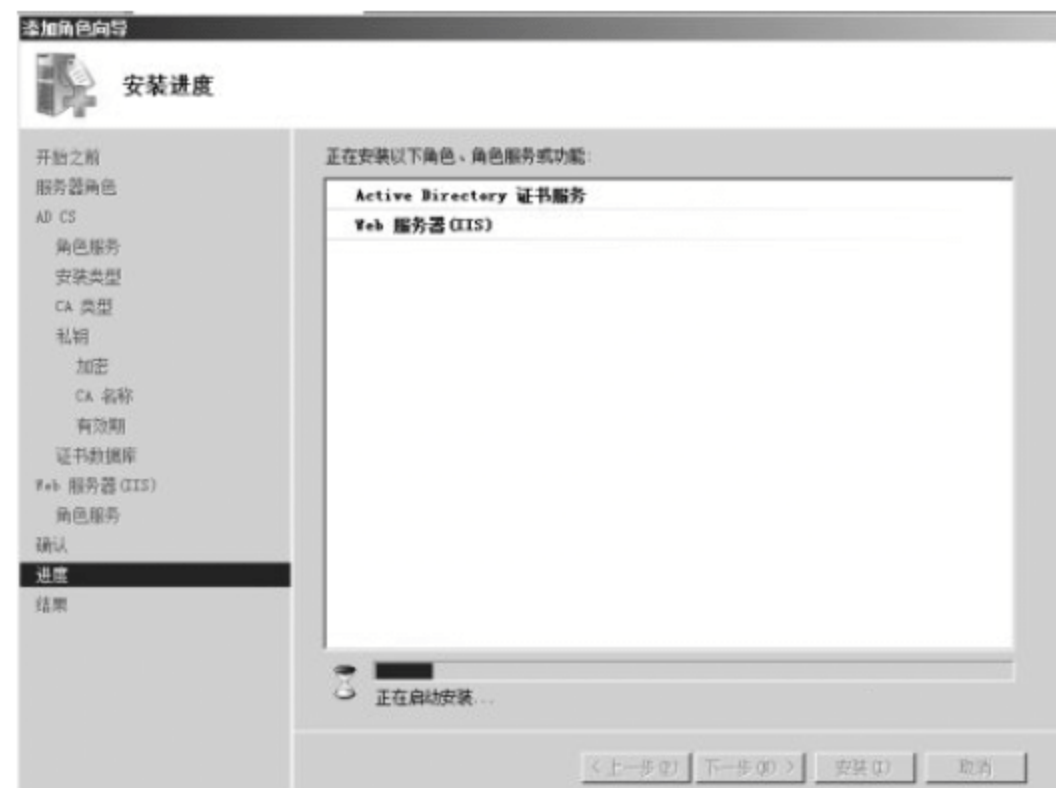 添加角色向导
安装进度
开始之前
服务器角色
AD CS
角色服务
安装类型
CA 类型
私钥
加密
CA 名称
有效期
证书数据库
Web 服务器(IIS)
角色服务
确认
进度
结果
正在安装以下角色、角色服务或功能:
Active Directory 证书服务
Web 服务器(IIS)
正在启动安装...
< 上一步(P)
下一步(N) >
安装(I)
取消